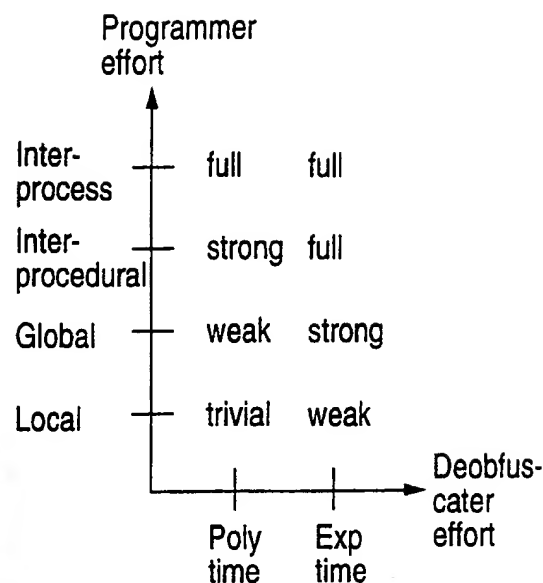 Programmer
effort
Inter-
process
full full
Inter-
procedural
strong full
Global
weak strong
Local
trivial weak
Deobfus-
cater
effort
Poly
time
Exp
time